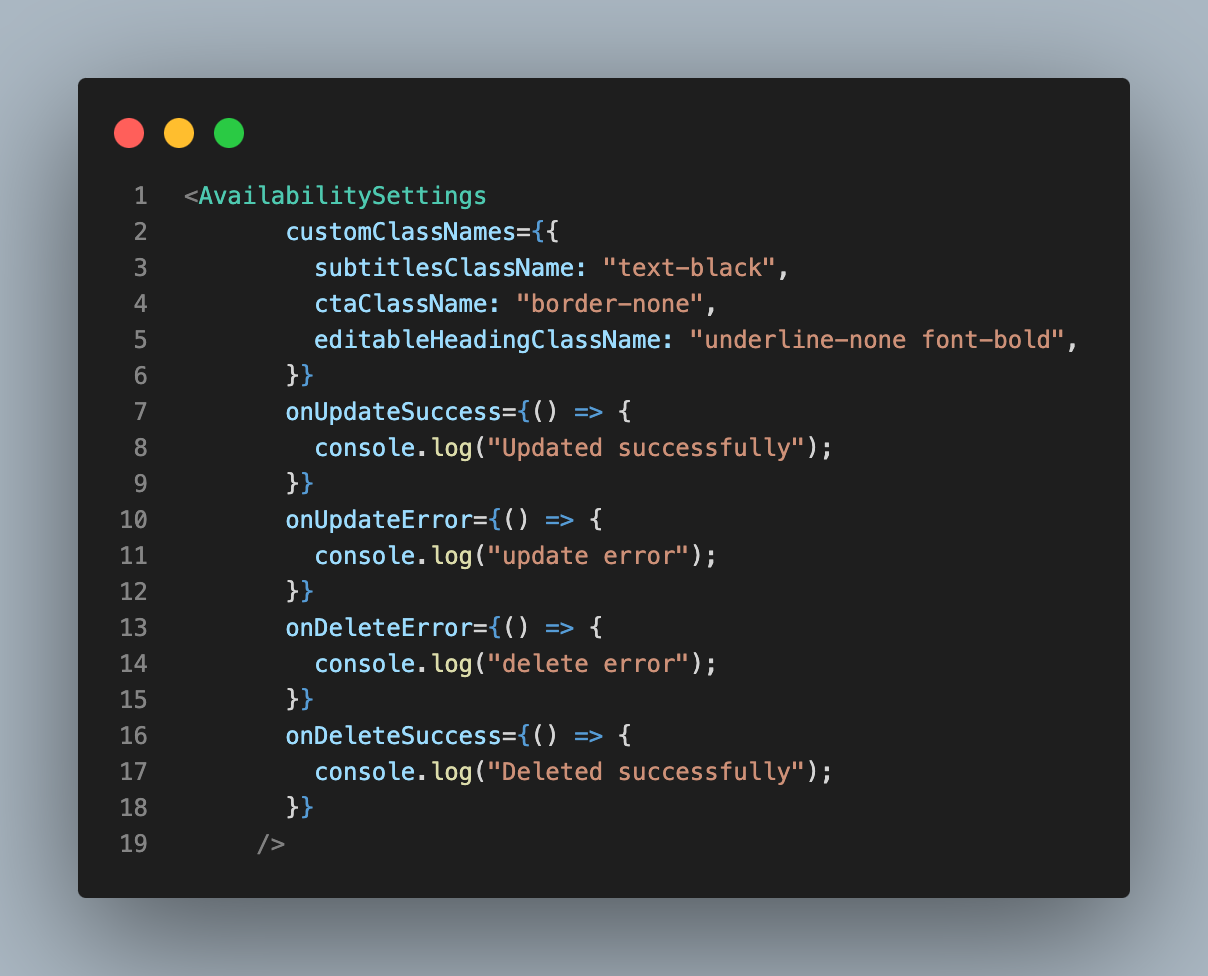 1 <AvailabilitySettings
2 customClassNames={{
3 subtitlesClassName: "text-black",
4 ctaClassName: "border-none",
5 editableHeadingClassName: "underline-none font-bold",
6 }}
7 onUpdateSuccess={() => {
8 console.log("Updated successfully");
9 }}
10 onUpdateError={() => {
11 console.log("update error");
12 }}
13 onDeleteError={() => {
14 console.log("delete error");
15 }}
16 onDeleteSuccess={() => {
17 console.log("Deleted successfully");
18 }}
19 />